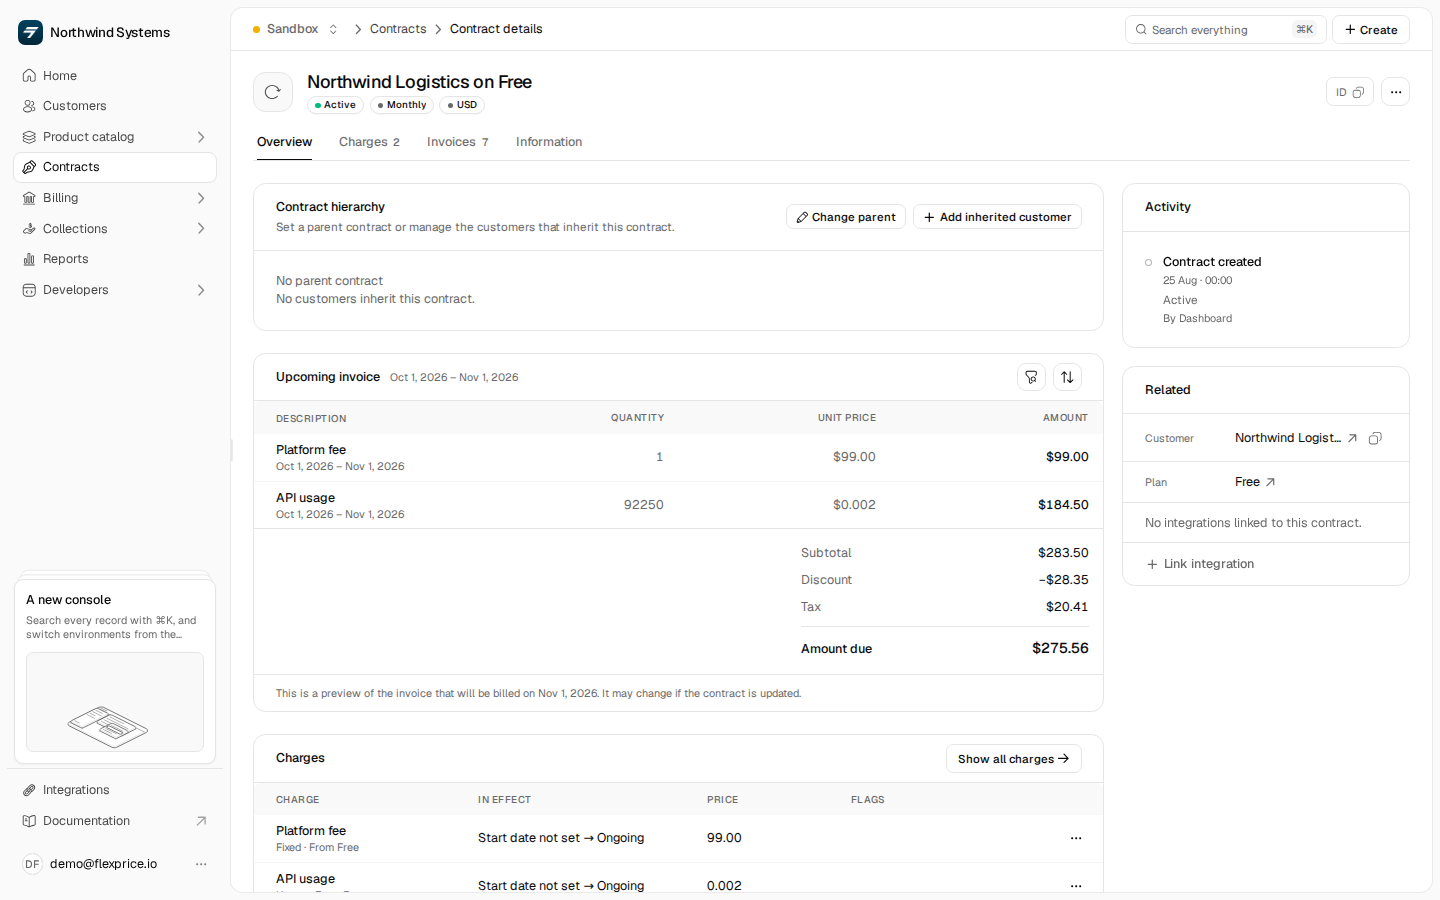 Northwind Systems
Home
Customers
Product catalog
Contracts
Billing
Collections
Reports
Developers
A new console
Search every record with ⌘K, and
switch environments from the…
Integrations
Documentation
DF demo@flexprice.io
Sandbox Contracts Contract details
Search everything ⌘K
Create
Northwind Logistics on Free
Active Monthly USD
ID
Overview Charges 2 Invoices 7 Information
Contract hierarchy
Set a parent contract or manage the customers that inherit this contract.
Change parent Add inherited customer
No parent contract
No customers inherit this contract.
Upcoming invoice Oct 1, 2026 – Nov 1, 2026
DESCRIPTION QUANTITY UNIT PRICE AMOUNT
Platform fee 1 $99.00 $99.00
Oct 1, 2026 – Nov 1, 2026
API usage 92250 $0.002 $184.50
Oct 1, 2026 – Nov 1, 2026
Subtotal $283.50
Discount −$28.35
Tax $20.41
Amount due $275.56
This is a preview of the invoice that will be billed on Nov 1, 2026. It may change if the contract is updated.
Charges
Show all charges →
CHARGE IN EFFECT PRICE FLAGS
Platform fee Start date not set → Ongoing 99.00
Fixed · From Free
API usage Start date not set → Ongoing 0.002
Activity
Contract created
25 Aug · 00:00
Active
By Dashboard
Related
Customer Northwind Logist…
Plan Free
No integrations linked to this contract.
Link integration